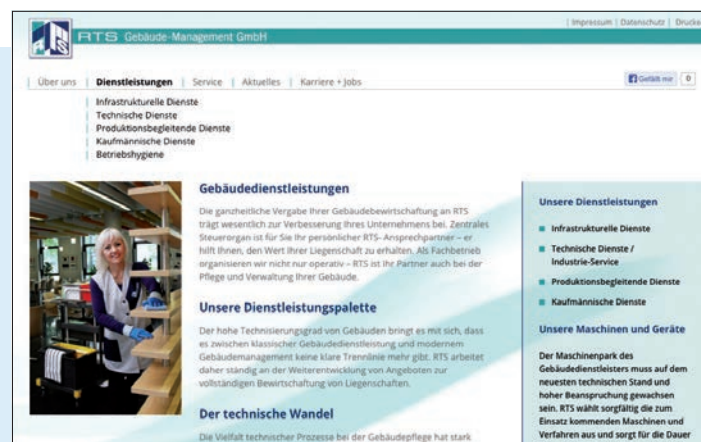 | Impressum | Datenschutz | Drucke
RTS
RTS Gebäude-Management GmbH
| Über uns | Dienstleistungen | Service | Aktuelles | Karriere + Jobs
Gefällt mir 0
| Infrastrukturelle Dienste
| Technische Dienste
| Produktionsbegleitende Dienste
| Kaufmännische Dienste
| Betriebshygiene
Gebäudedienstleistungen
Die ganzheitliche Vergabe Ihrer Gebäudebewirtschaftung an RTS
trägt wesentlich zur Verbesserung Ihres Unternehmens bei. Zentrales
Steuerorgan ist für Sie Ihr persönlicher RTS- Ansprechpartner – er
hilft Ihnen, den Wert Ihrer Liegenschaft zu erhalten. Als Fachbetrieb
organisieren wir nicht nur operativ – RTS ist Ihr Partner auch bei der
Pflege und Verwaltung Ihrer Gebäude.
Unsere Dienstleistungspalette
Der hohe Technisierungsgrad von Gebäuden bringt es mit sich, dass
es zwischen klassischer Gebäudedienstleistung und modernem
Gebäudemanagement keine klare Trennlinie mehr gibt. RTS arbeitet
daher ständig an der Weiterentwicklung von Angeboten zur
vollständigen Bewirtschaftung von Liegenschaften.
Der technische Wandel
Die Vielfalt technischer Prozesse bei der Gebäudepflege hat stark
Unsere Dienstleistungen
Infrastrukturelle Dienste
Technische Dienste /
Industrie-Service
Produktionsbegleitende Dienste
Kaufmännische Dienste
Unsere Maschinen und Geräte
Der Maschinenpark des
Gebäudedienstleisters muss auf dem
neuesten technischen Stand und
hoher Beanspruchung gewachsen
sein. RTS wählt sorgfältig die zum
Einsatz kommenden Maschinen und
Verfahren aus und sorgt für die Dauer